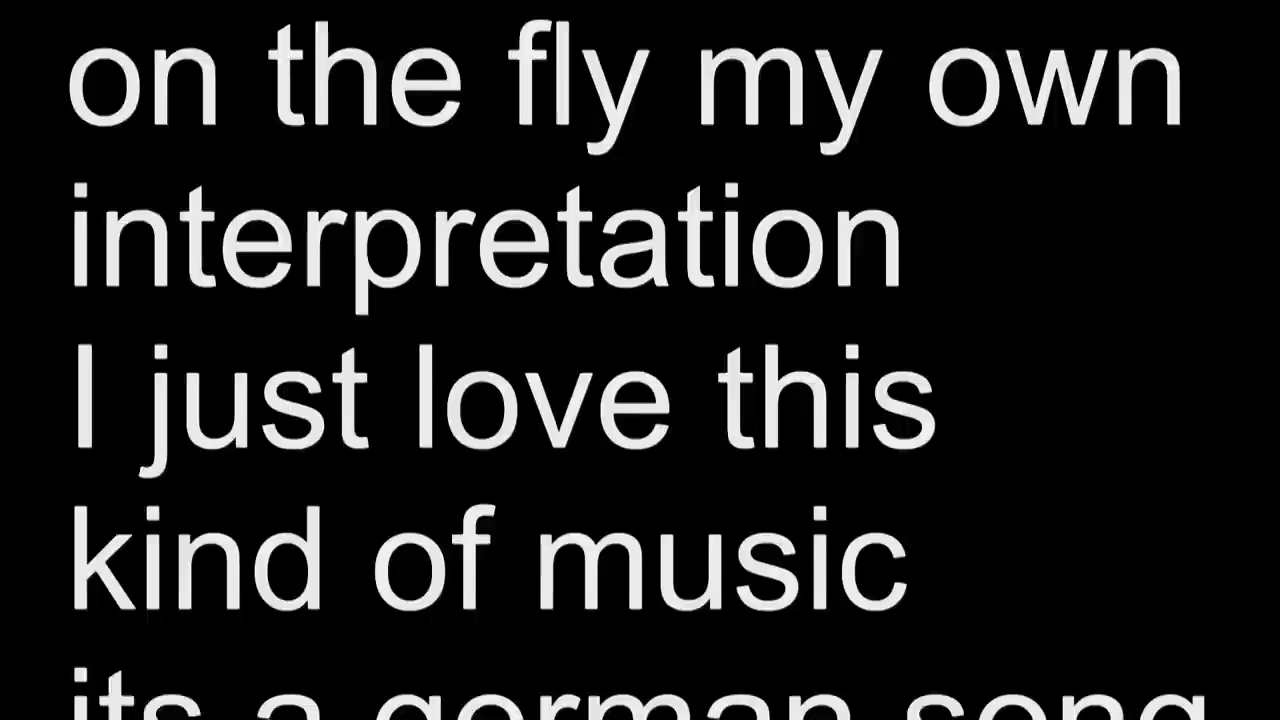 on the fly my own
interpretation
I just love this
kind of music
its a german song